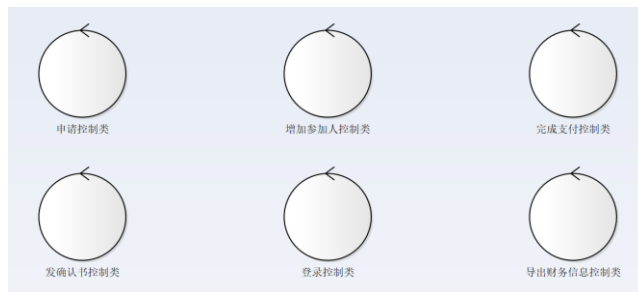 申请控制类
增加参加人控制类
完成支付控制类
发确认书控制类
登录控制类
导出财务信息控制类